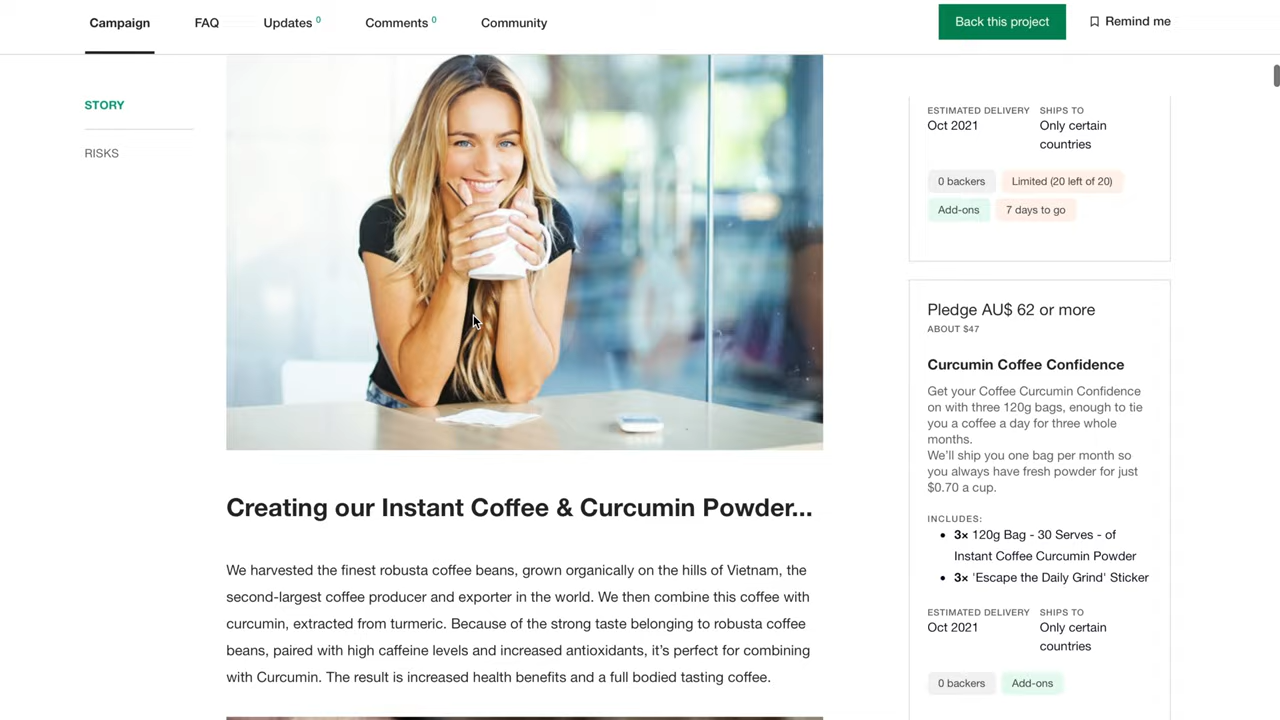 Campaign FAQ Updates 0 Comments 0 Community Back this project Remind me
STORY
RISKS
Creating our Instant Coffee & Curcumin Powder...
We harvested the finest robusta coffee beans, grown organically on the hills of Vietnam, the
second-largest coffee producer and exporter in the world. We then combine this coffee with
curcumin, extracted from turmeric. Because of the strong taste belonging to robusta coffee
beans, paired with high caffeine levels and increased antioxidants, it's perfect for combining
with Curcumin. The result is increased health benefits and a full bodied tasting coffee.
ESTIMATED DELIVERY SHIPS TO
Oct 2021 Only certain
countries
0 backers Limited (20 left of 20)
Add-ons 7 days to go
Pledge AU$ 62 or more
ABOUT $47
Curcumin Coffee Confidence
Get your Coffee Curcumin Confidence
on with three 120g bags, enough to tie
you a coffee a day for three whole
months.
We'll ship you one bag per month so
you always have fresh powder for just
$0.70 a cup.
INCLUDES:
• 3× 120g Bag - 30 Serves - of
Instant Coffee Curcumin Powder
• 3× 'Escape the Daily Grind' Sticker
ESTIMATED DELIVERY SHIPS TO
Oct 2021 Only certain
countries
0 backers Add-ons